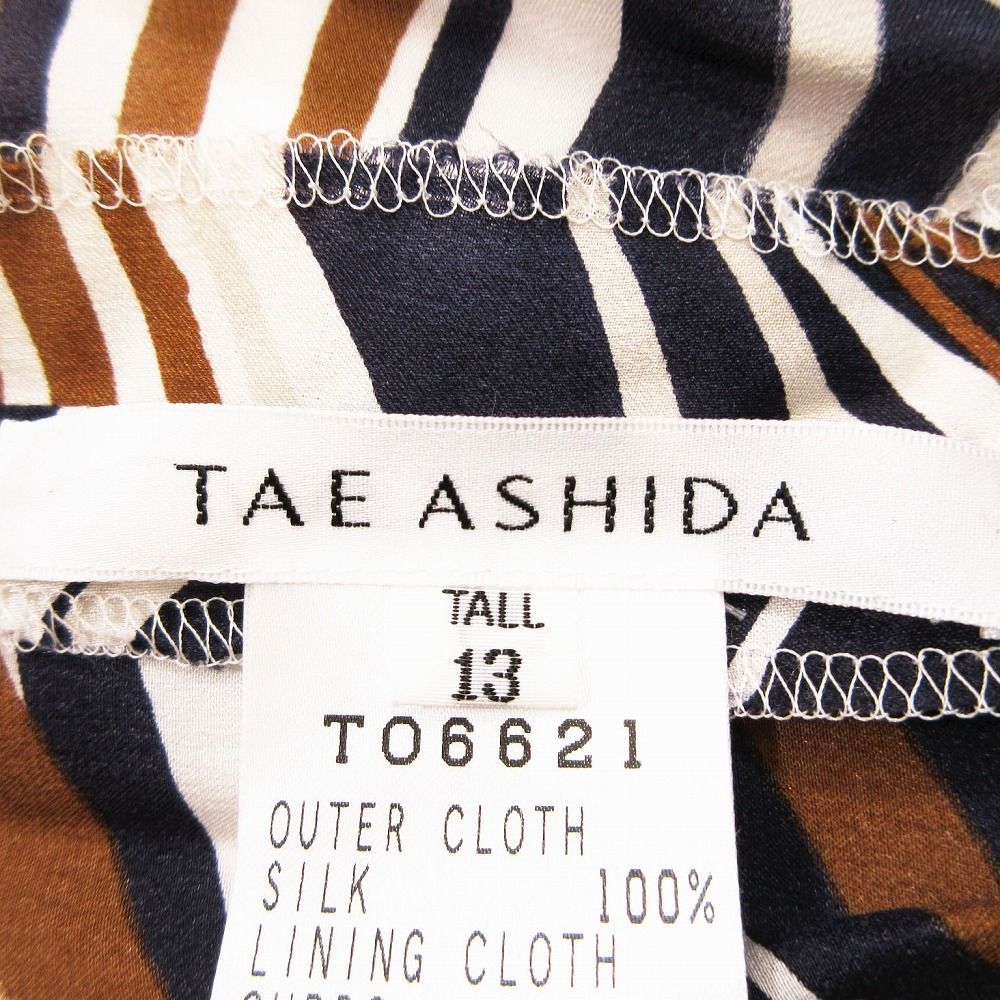 TAE ASHIDA
TALL
13
T06621
OUTER CLOTH
SILK 100%
LINING CLOTH